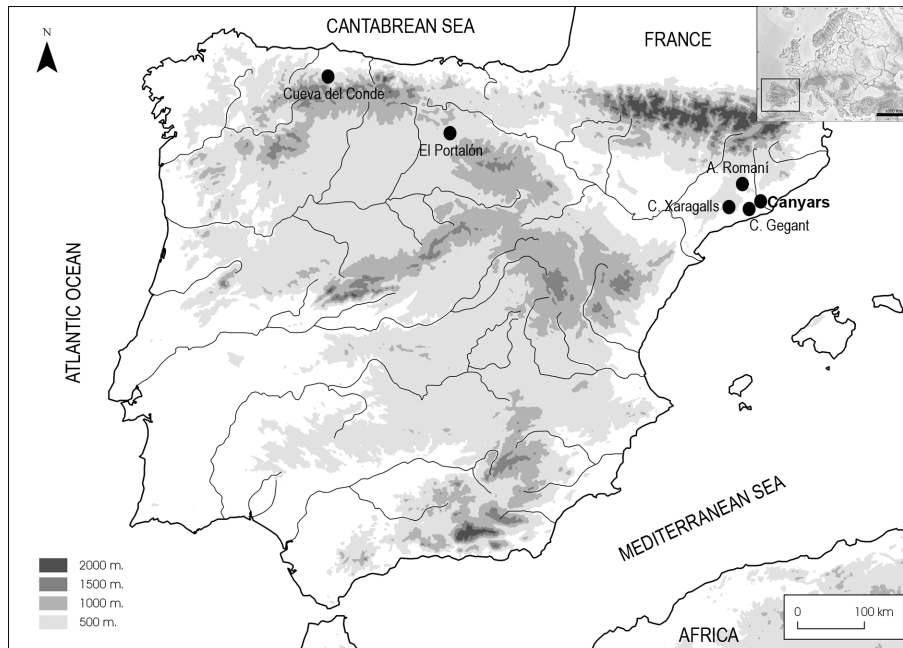 CANTABREAN SEA
FRANCE
N
Cueva del Conde
El Portalón
A. Romaní
C. Xaragalls
Canyars
C. Gegant
ATLANTIC OCEAN
MEDITERRANEAN SEA
2000 m.
1500 m.
1000 m.
500 m.
0 100 km
AFRICA